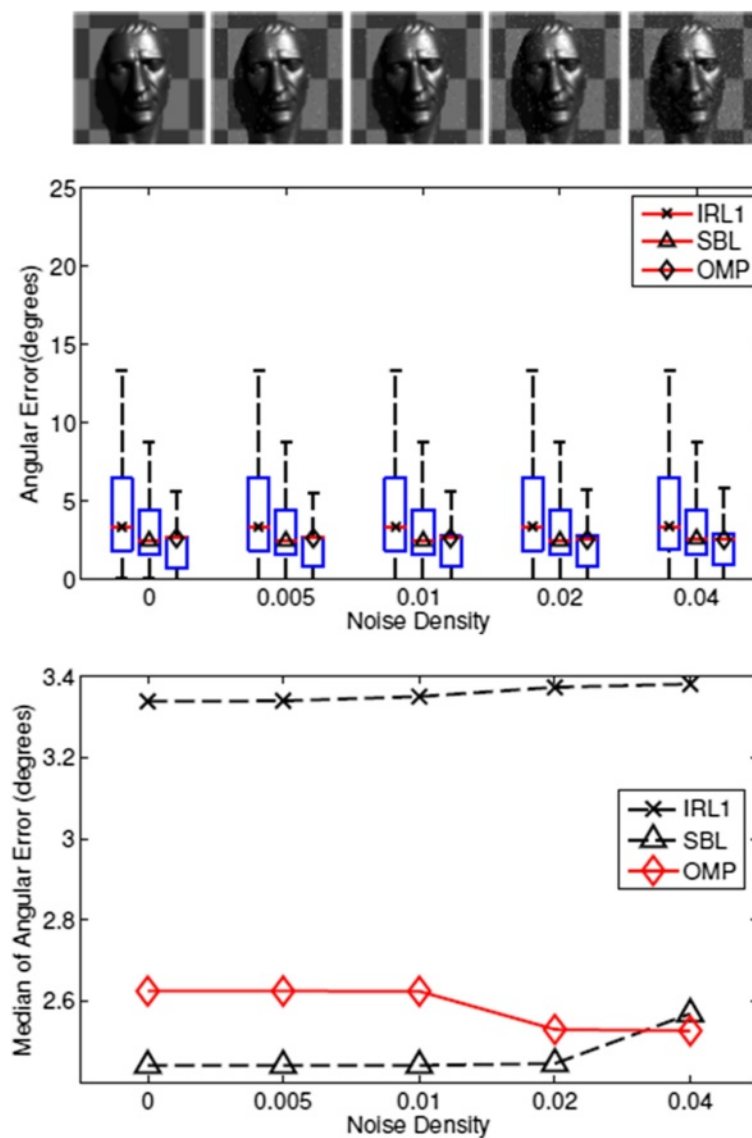 25
20
15
10
5
0
Angular Error(degrees)
IRL1
SBL
OMP
0 0.005 0.01 0.02 0.04
Noise Density
3.4
3.2
3
2.8
2.6
Median of Angular Error (degrees)
IRL1
SBL
OMP
0 0.005 0.01 0.02 0.04
Noise Density